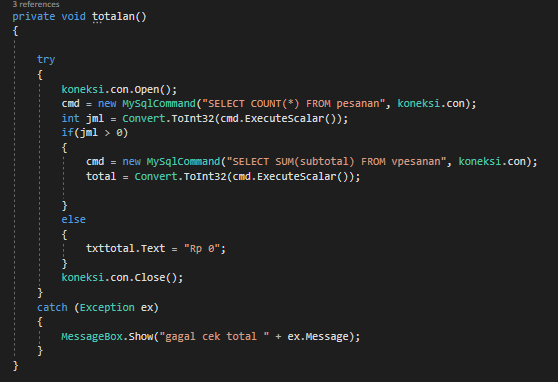 3 references
private void totalan()
{
try
{
koneksi.con.Open();
cmd = new MySqlCommand("SELECT COUNT(*) FROM pesanan", koneksi.con);
int jml = Convert.ToInt32(cmd.ExecuteScalar());
if(jml > 0)
{
cmd = new MySqlCommand("SELECT SUM(subtotal) FROM vpesanan", koneksi.con);
total = Convert.ToInt32(cmd.ExecuteScalar());
}
else
{
txttotal.Text = "Rp 0";
}
koneksi.con.Close();
}
catch (Exception ex)
{
MessageBox.Show("gagal cek total " + ex.Message);
}
}